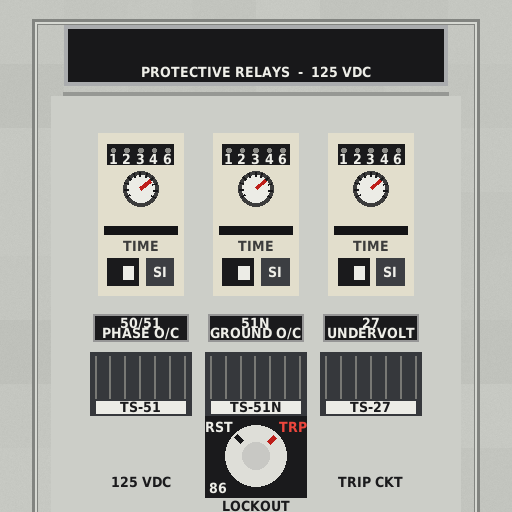 PROTECTIVE RELAYS - 125 VDC
1 2 3 4 6
1 2 3 4 6
1 2 3 4 6
TIME
TIME
TIME
SI
SI
SI
50/51
PHASE O/C
51N
GROUND O/C
27
UNDERVOLT
TS-51
TS-51N
TS-27
RST
TRP
86
125 VDC
TRIP CKT
LOCKOUT